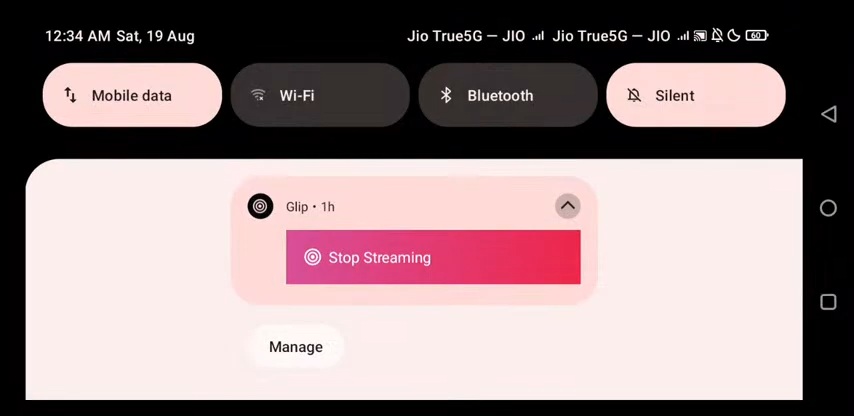 12:34 AM Sat, 19 Aug
Jio True5G — JIO Jio True5G — JIO 60
Mobile data
Wi-Fi
Bluetooth
Silent
Glip • 1h
Stop Streaming
Manage